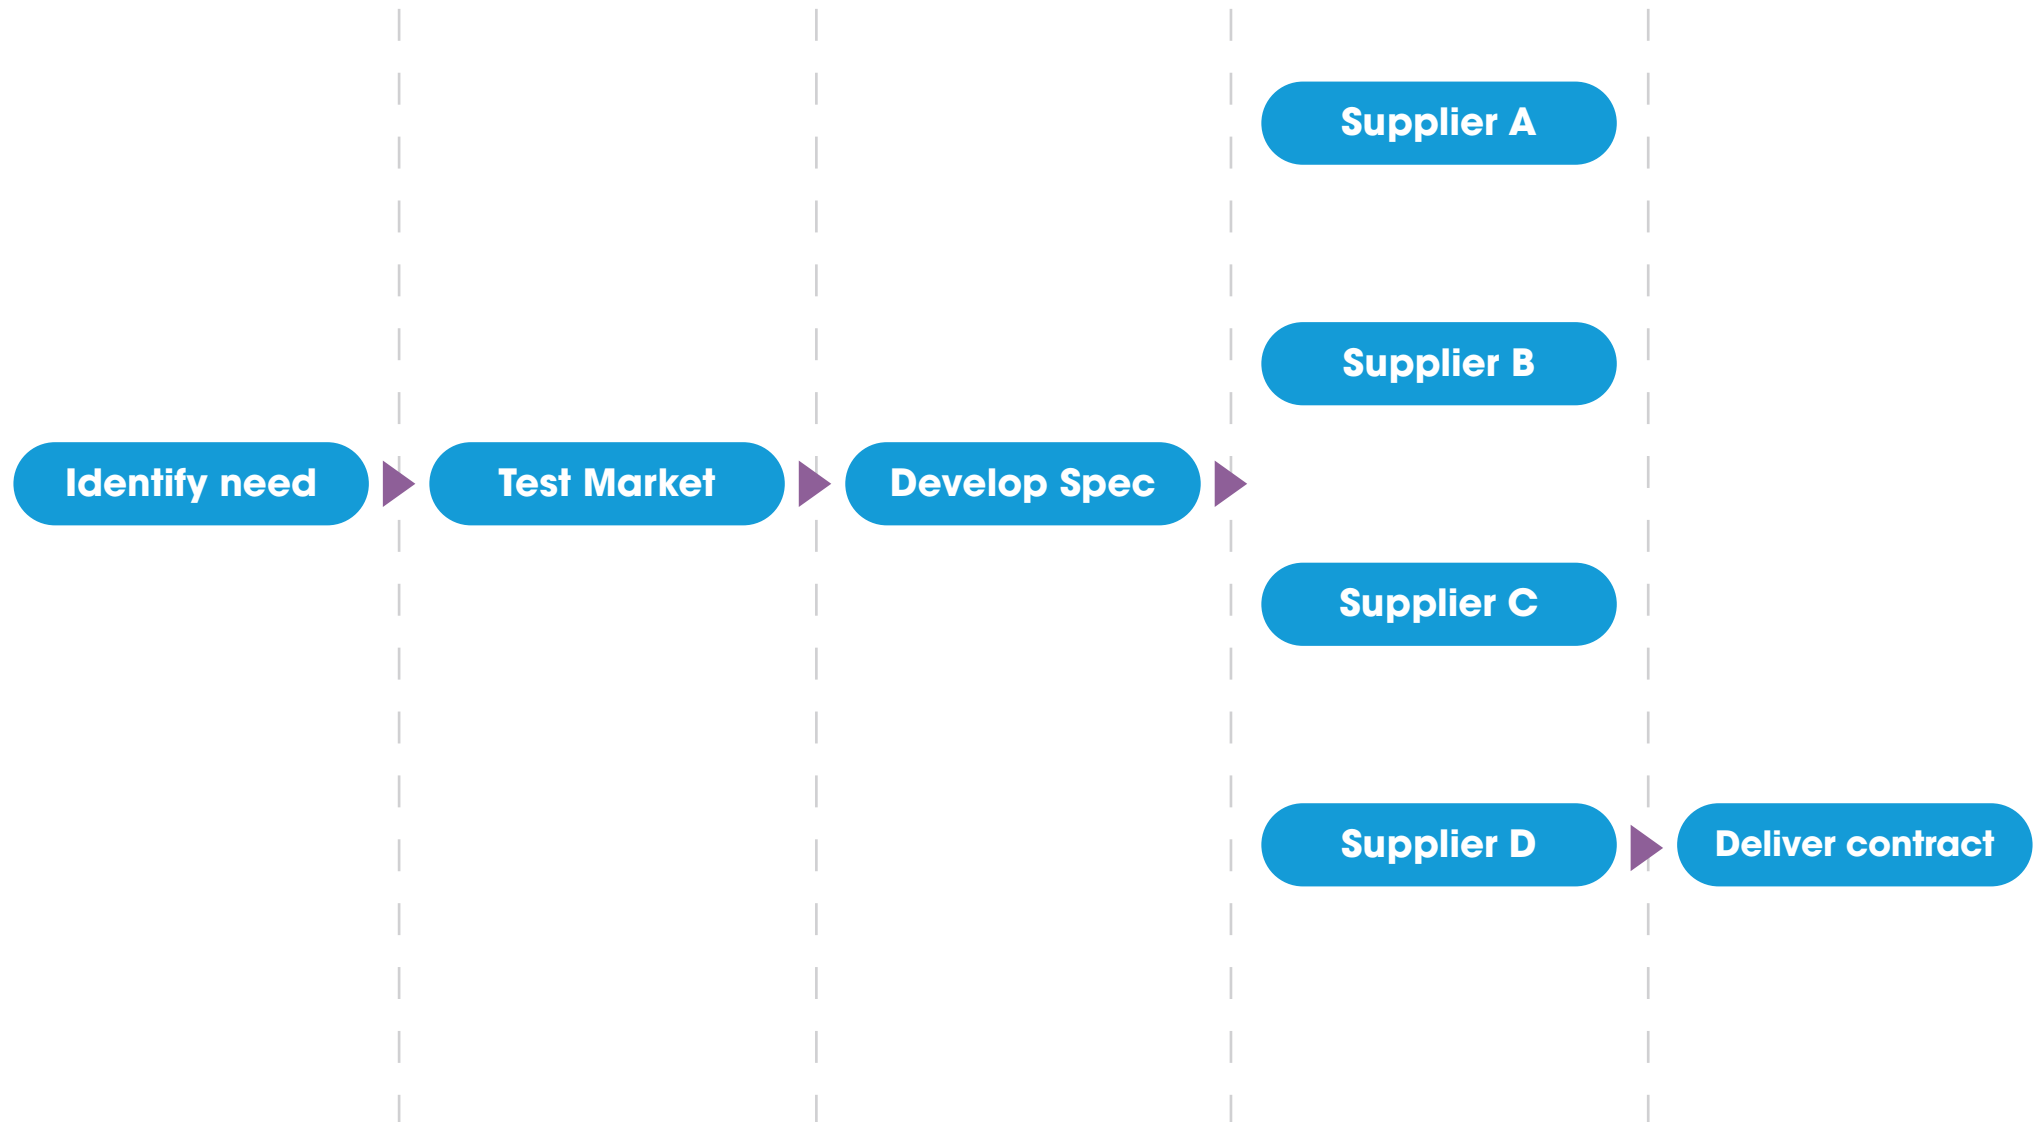 Identify need
Test Market
Develop Spec
Supplier A
Supplier B
Supplier C
Supplier D
Deliver contract